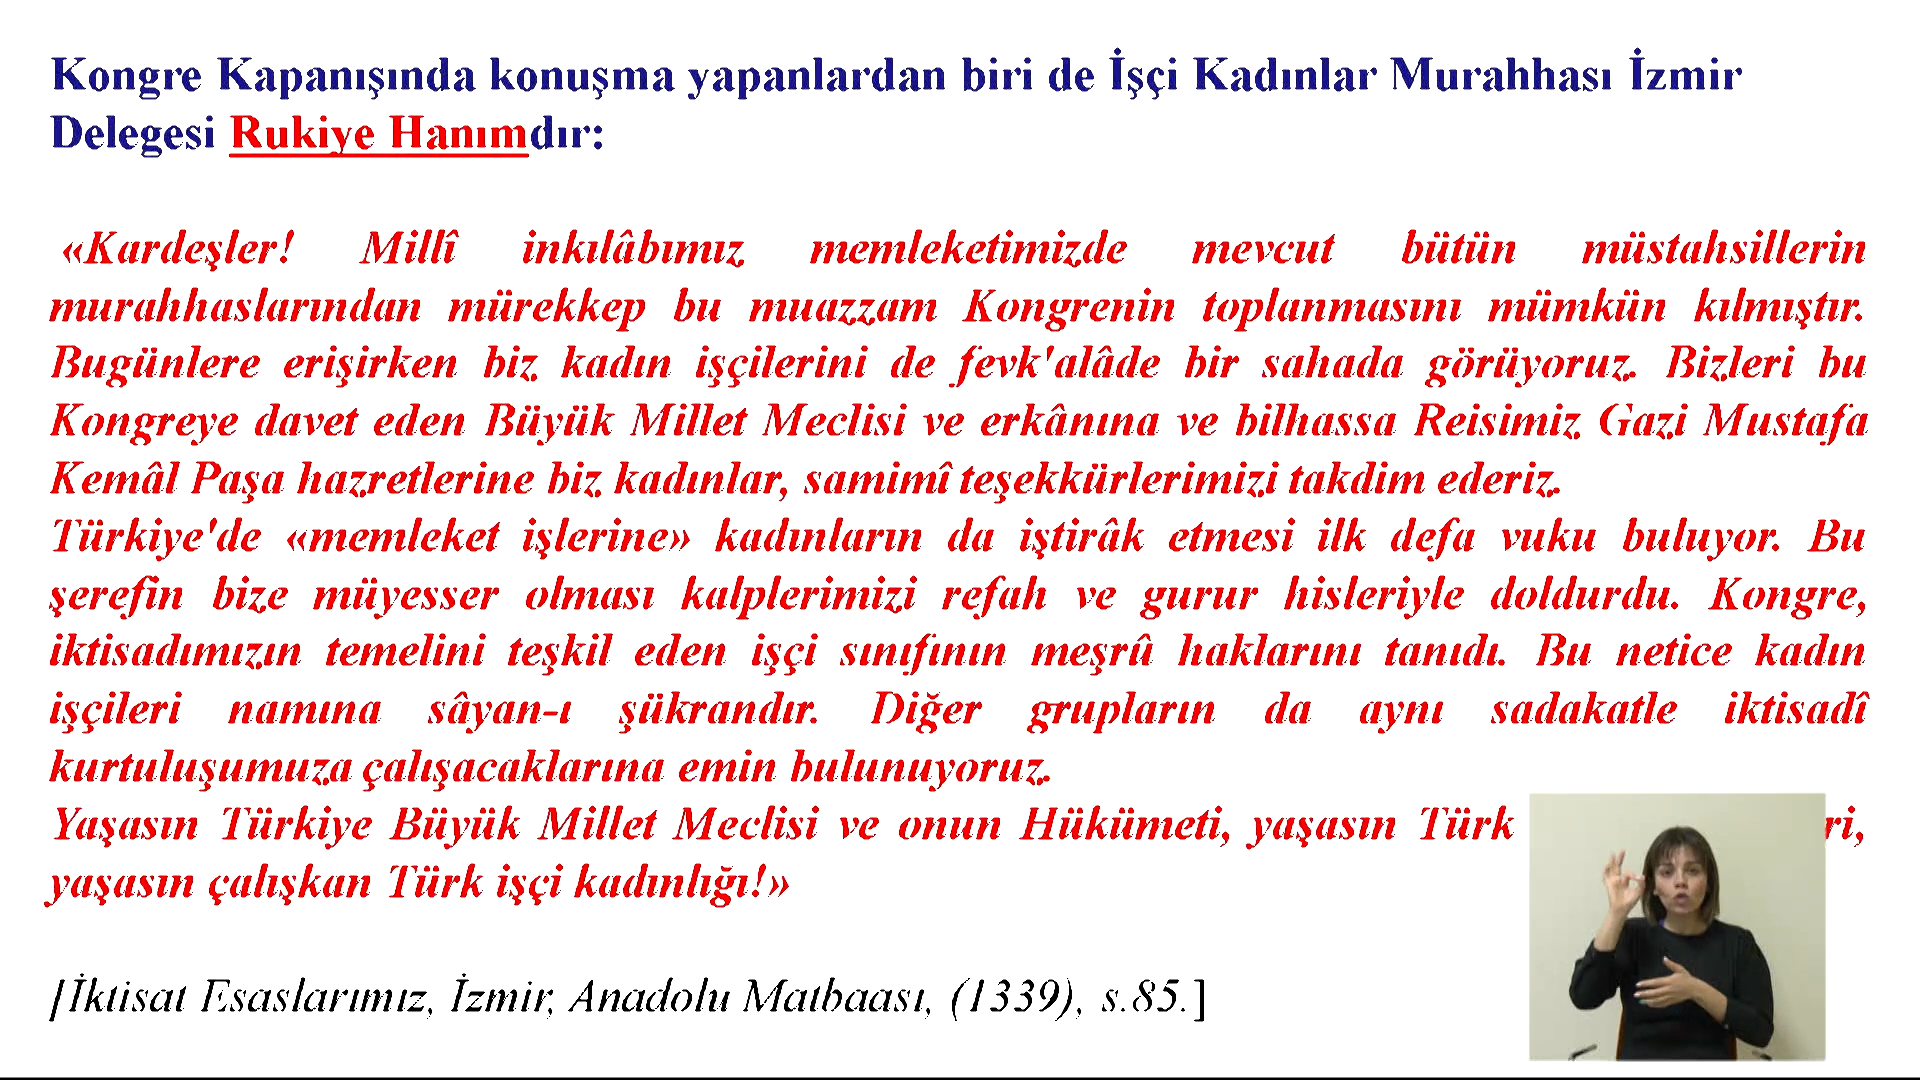 Kongre Kapanışında konuşma yapanlardan biri de İşçi Kadınlar Murahhası İzmir
Delegesi Rukiye Hanımdır:
«Kardeşler! Millî inkılâbımız memleketimizde mevcut bütün müstahsillerin
murahhaslarından mürekkep bu muazzam Kongrenin toplanmasını mümkün kılmıştır.
Bugünlere erişirken biz kadın işçilerini de fevk'alâde bir sahada görüyoruz. Bizleri bu
Kongreye davet eden Büyük Millet Meclisi ve erkânına ve bilhassa Reisimiz Gazi Mustafa
Kemâl Paşa hazretlerine biz kadınlar, samimî teşekkürlerimizi takdim ederiz.
Türkiye'de «memleket işlerine» kadınların da iştirâk etmesi ilk defa vuku buluyor. Bu
şerefin bize müyesser olması kalplerimizi refah ve gurur hisleriyle doldurdu. Kongre,
iktisadımızın temelini teşkil eden işçi sınıfının meşrû haklarını tanıdı. Bu netice kadın
işçileri namına sâyan-ı şükrandır. Diğer grupların da aynı sadakatle iktisadî
kurtuluşumuza çalışacaklarına emin bulunuyoruz.
Yaşasın Türkiye Büyük Millet Meclisi ve onun Hükümeti, yaşasın Türk
yaşasın çalışkan Türk işçi kadınlığı!»
[İktisat Esaslarımız, İzmir, Anadolu Matbaası, (1339), s.85.]